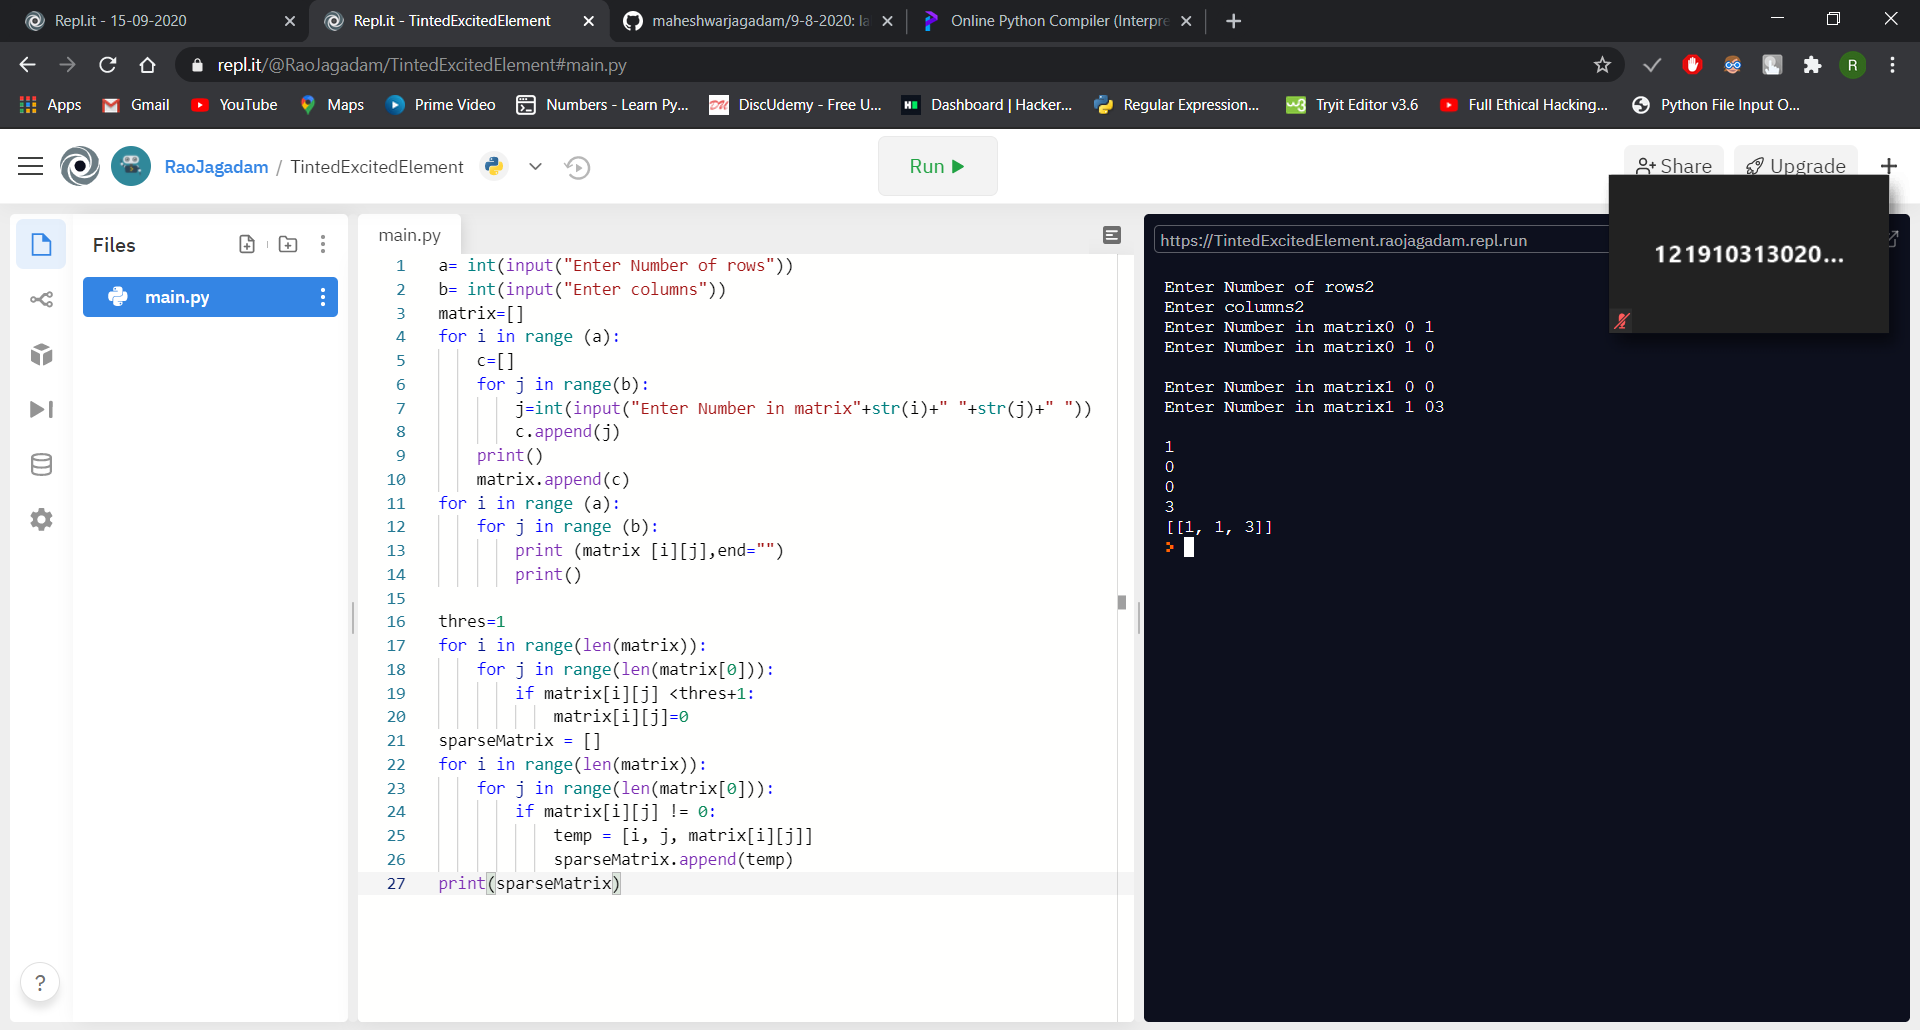 Repl.it - 15-09-2020
Repl.it - TintedExcitedElement
maheshwarjagadam/9-8-2020: la
Online Python Compiler (Interpre
repl.it/@RaoJagadam/TintedExcitedElement#main.py
R
Apps
Gmail
YouTube
Maps
Prime Video
Numbers - Learn Py...
DiscUdemy - Free U...
Dashboard | Hacker...
Regular Expression...
Tryit Editor v3.6
Full Ethical Hacking...
Python File Input O...
RaoJagadam / TintedExcitedElement
Run
Share
Upgrade
Files
main.py
main.py
1 a= int(input("Enter Number of rows"))
2 b= int(input("Enter columns"))
3 matrix=[]
4 for i in range (a):
5 c=[]
6 for j in range(b):
7 j=int(input("Enter Number in matrix"+str(i)+" "+str(j)+" "))
8 c.append(j)
9 print()
10 matrix.append(c)
11 for i in range (a):
12 for j in range (b):
13 print (matrix [i][j],end="")
14 print()
15
16 thres=1
17 for i in range(len(matrix)):
18 for j in range(len(matrix[0])):
19 if matrix[i][j] <thres+1:
20 matrix[i][j]=0
21 sparseMatrix = []
22 for i in range(len(matrix)):
23 for j in range(len(matrix[0])):
24 if matrix[i][j] != 0:
25 temp = [i, j, matrix[i][j]]
26 sparseMatrix.append(temp)
27 print(sparseMatrix)
https://TintedExcitedElement.raojagadam.repl.run
121910313020...
Enter Number of rows2
Enter columns2
Enter Number in matrix0 0 1
Enter Number in matrix0 1 0
Enter Number in matrix1 0 0
Enter Number in matrix1 1 03
1
0
0
3
[[1, 1, 3]]
>
?